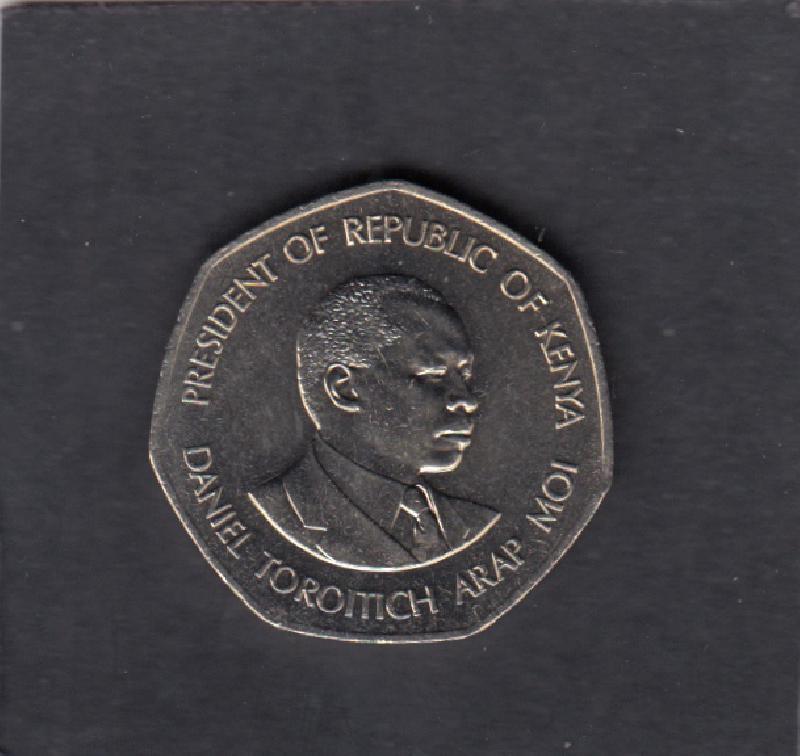 PRESIDENT OF REPUBLIC OF KENYA
DANIEL TOROITICH ARAP MOI